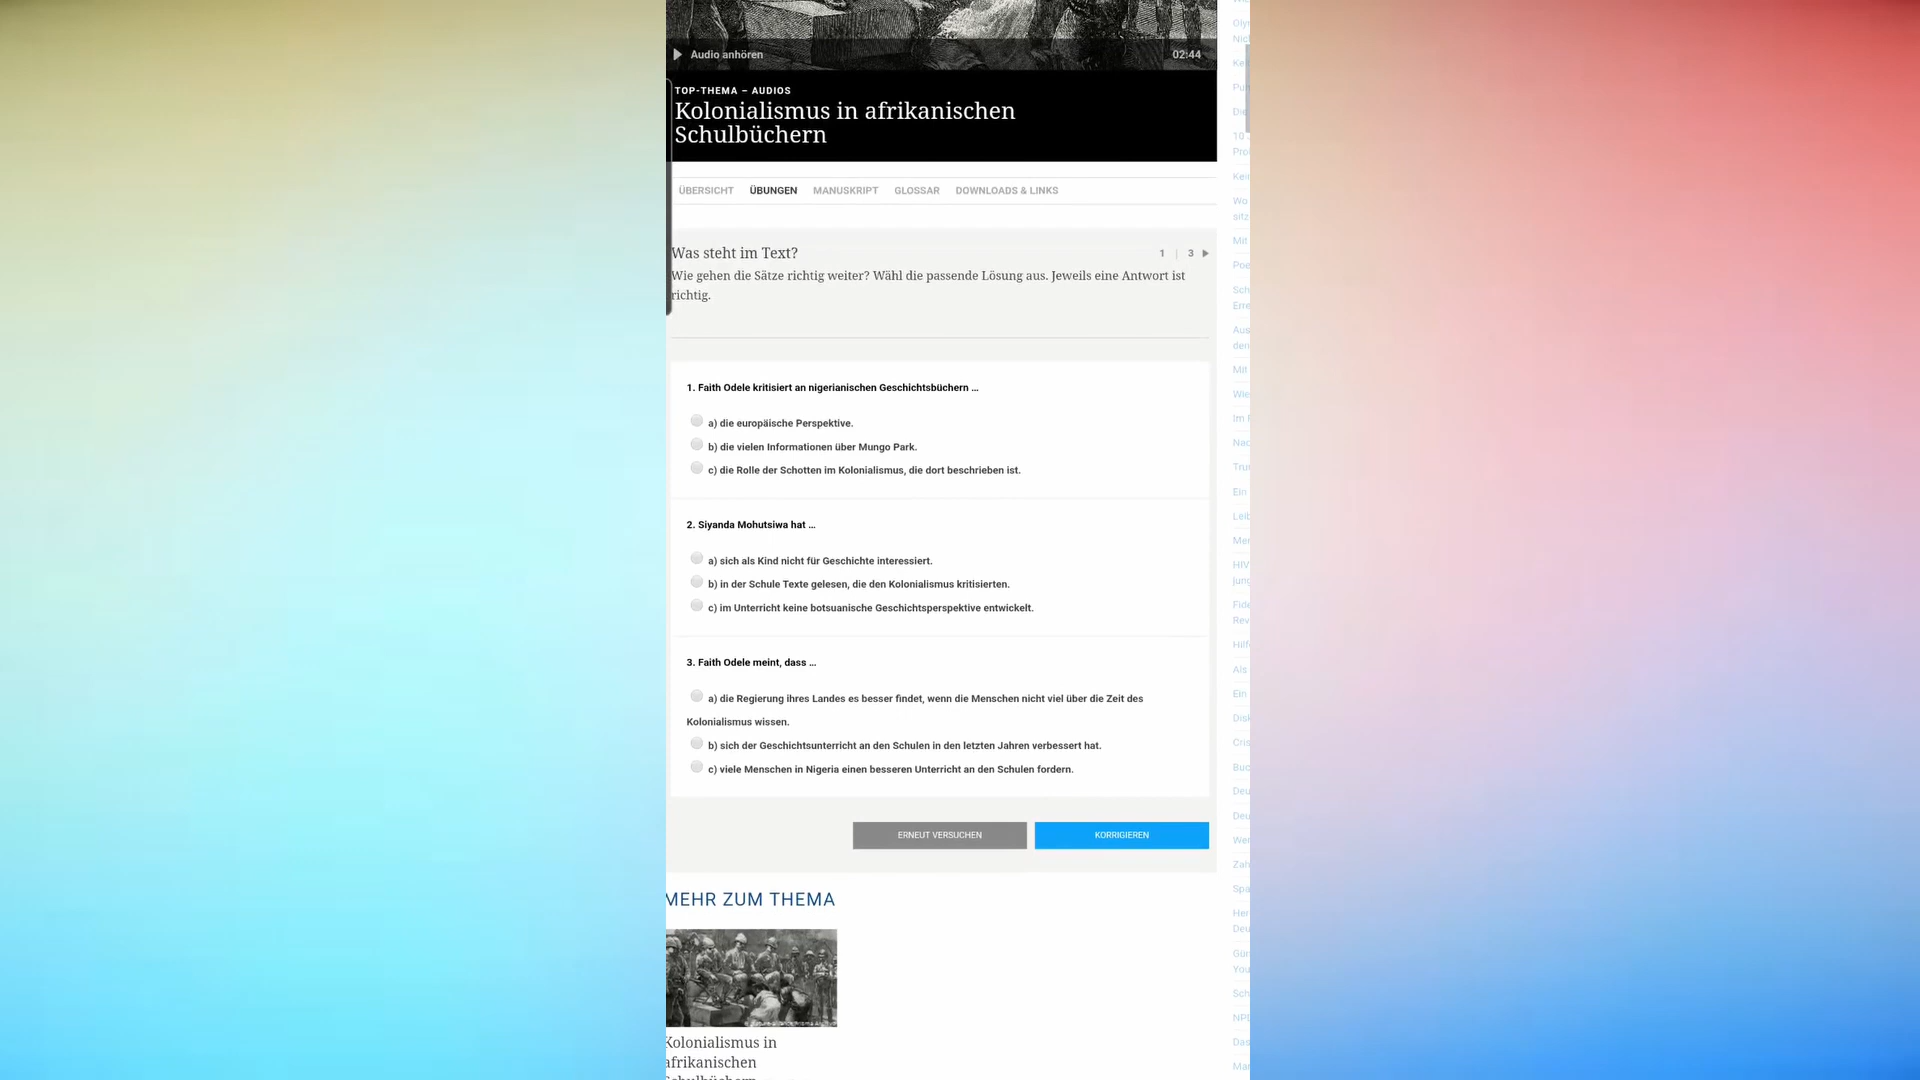 Audio anhören
02:44
TOP-THEMA – AUDIOS
Kolonialismus in afrikanischen
Schulbüchern
ÜBERSICHT ÜBUNGEN MANUSKRIPT GLOSSAR DOWNLOADS & LINKS
Was steht im Text?
1 | 3
Wie gehen die Sätze richtig weiter? Wähl die passende Lösung aus. Jeweils eine Antwort ist
richtig.
1. Faith Odele kritisiert an nigerianischen Geschichtsbüchern ...
a) die europäische Perspektive.
b) die vielen Informationen über Mungo Park.
c) die Rolle der Schotten im Kolonialismus, die dort beschrieben ist.
2. Siyanda Mohutsiwa hat ...
a) sich als Kind nicht für Geschichte interessiert.
b) in der Schule Texte gelesen, die den Kolonialismus kritisierten.
c) im Unterricht keine botsuanische Geschichtsperspektive entwickelt.
3. Faith Odele meint, dass ...
a) die Regierung ihres Landes es besser findet, wenn die Menschen nicht viel über die Zeit des
Kolonialismus wissen.
b) sich der Geschichtsunterricht an den Schulen in den letzten Jahren verbessert hat.
c) viele Menschen in Nigeria einen besseren Unterricht an den Schulen fordern.
ERNEUT VERSUCHEN
KORRIGIEREN
MEHR ZUM THEMA
Kolonialismus in
afrikanischen